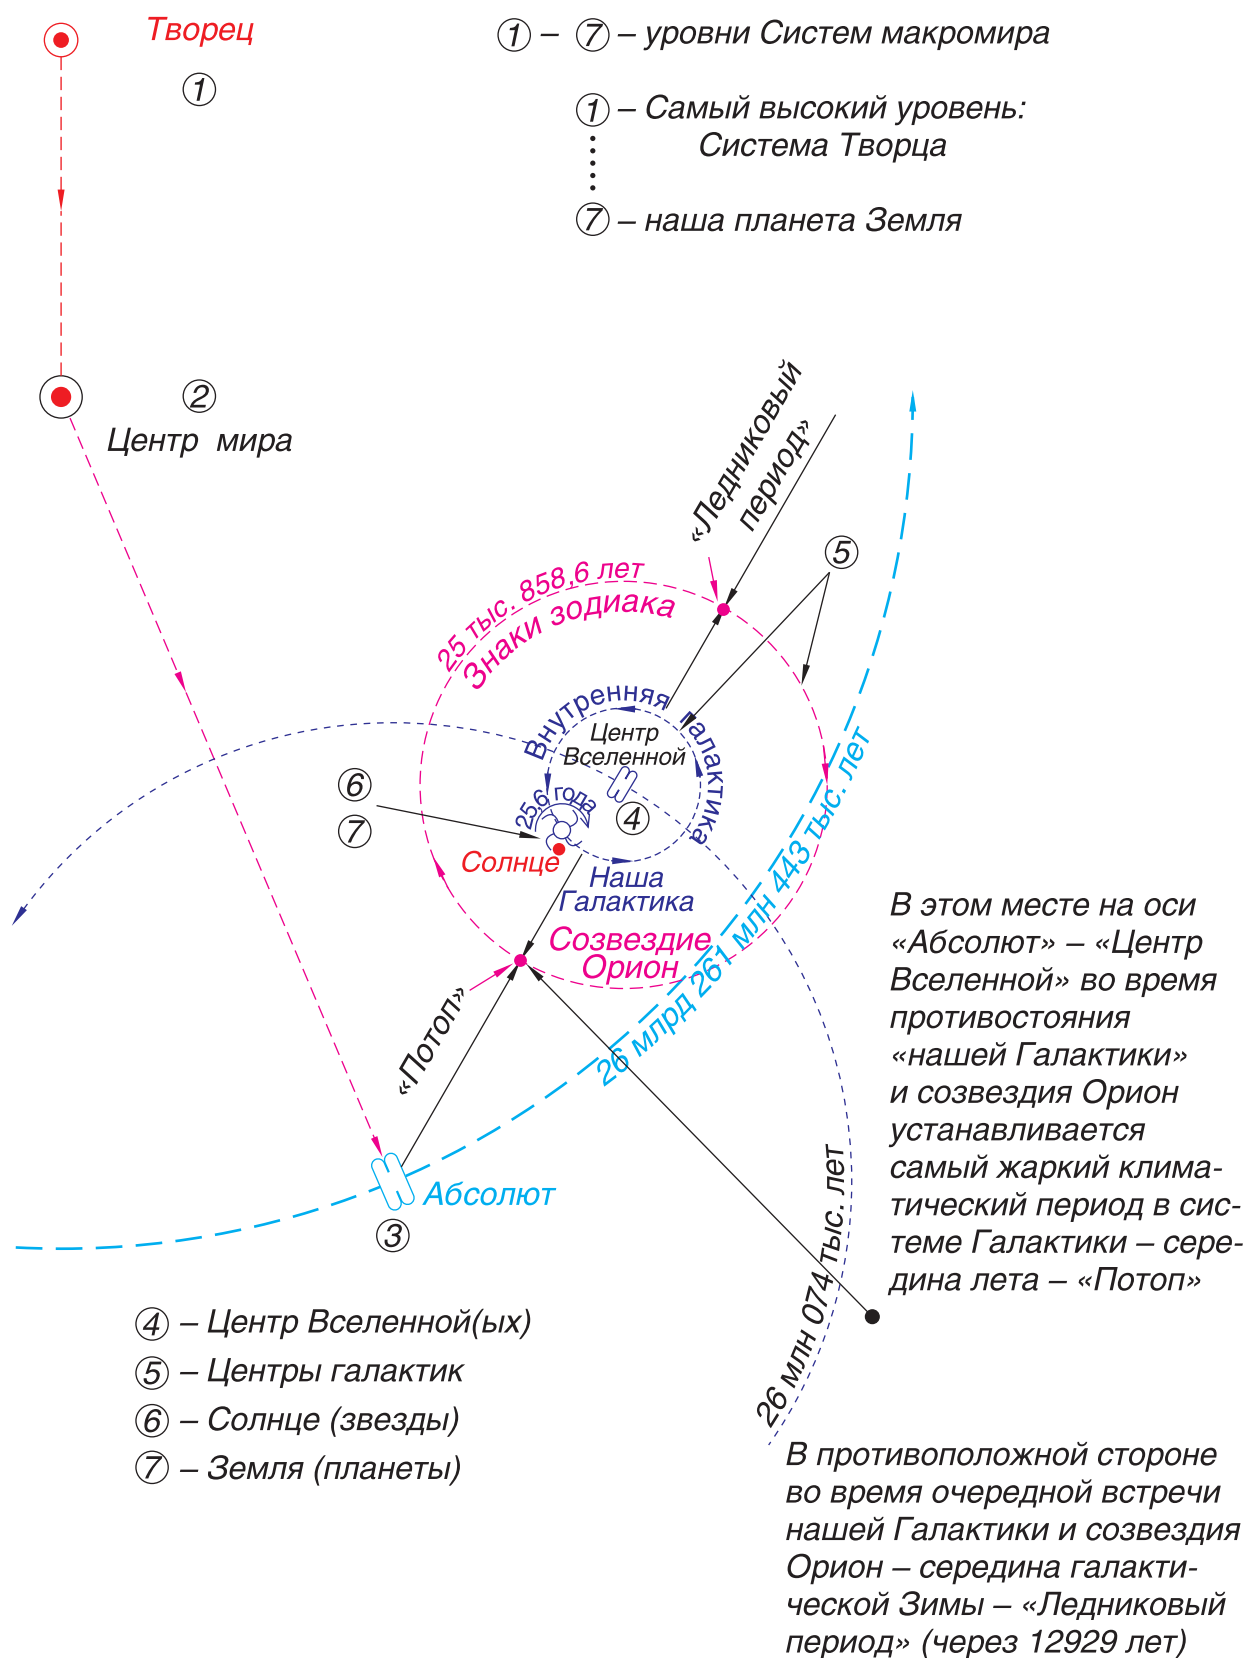 Творец
①
① – ⑦ – уровни Систем макромира
① – Самый высокий уровень:
Система Творца
⑦ – наша планета Земля
②
Центр мира
«Ледниковый
период»
⑤
25 тыс. 858,6 лет
Знаки зодиака
Внутренняя галактика
Центр
Вселенной
④
⑥
⑦
25,6 года
Солнце
Наша
Галактика
Созвездие
Орион
«Потоп»
26 млрд 261 млн 443 тыс. лет
Абсолют
③
26 млн 074 тыс. лет
В этом месте на оси
«Абсолют» – «Центр
Вселенной» во время
противостояния
«нашей Галактики»
и созвездия Орион
устанавливается
самый жаркий клима-
тический период в сис-
теме Галактики – сере-
дина лета – «Потоп»
④ – Центр Вселенной(ых)
⑤ – Центры галактик
⑥ – Солнце (звезды)
⑦ – Земля (планеты)
В противоположной стороне
во время очередной встречи
нашей Галактики и созвездия
Орион – середина галакти-
ческой Зимы – «Ледниковый
период» (через 12929 лет)